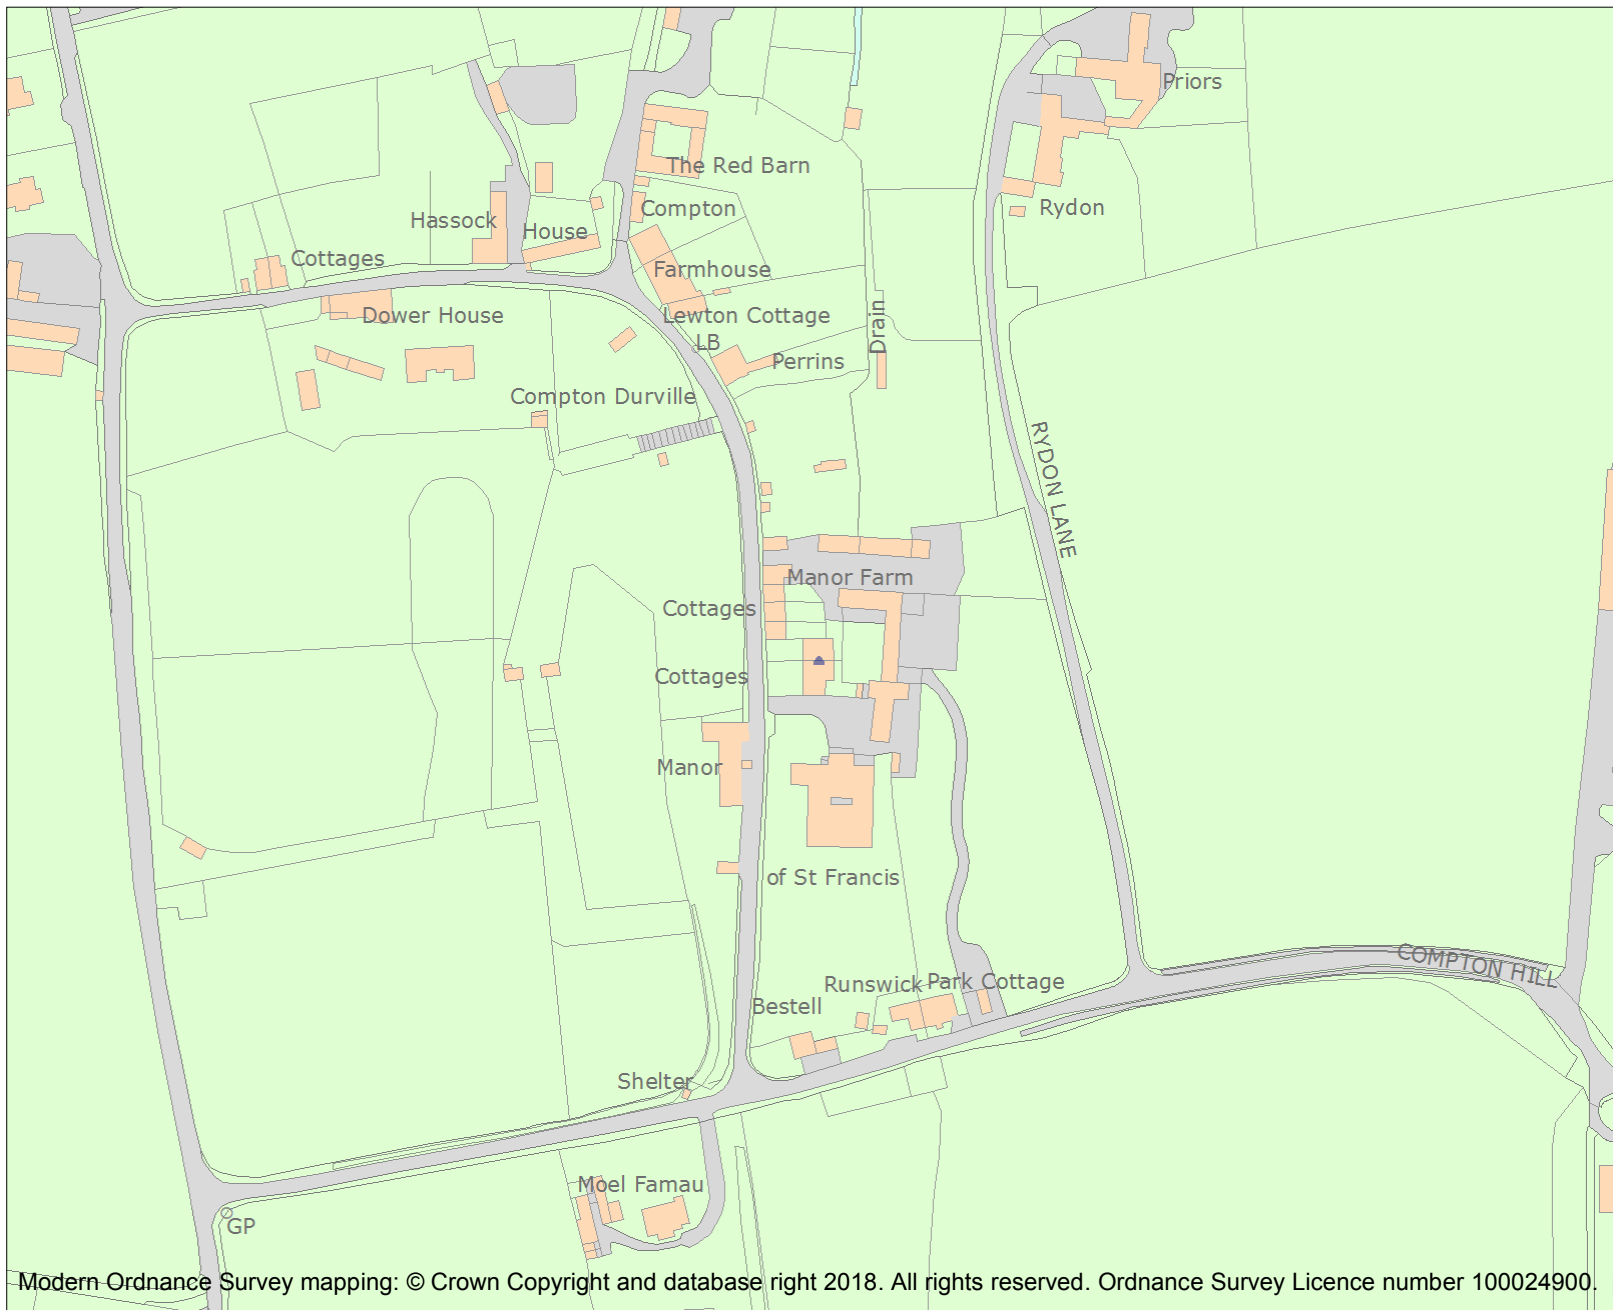 Priors
The Red Barn
Compton
Rydon
Hassock
House
Cottages
Farmhouse
Dower House
Lewton Cottage
Drain
LB
Perrins
Compton Durville
RYDON LANE
Manor Farm
Cottages
Cottages
Manor
of St Francis
COMPTON HILL
Runswick
Park Cottage
Bestell
Shelter
Moel Famau
GP
Modern Ordnance Survey mapping: © Crown Copyright and database right 2018. All rights reserved. Ordnance Survey Licence number 100024900.